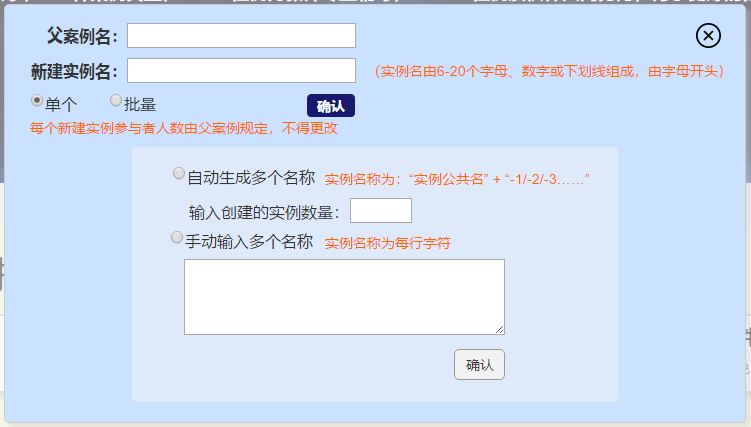 父案例名：
新建实例名： （实例名由6-20个字母、数字或下划线组成，由字母开头）
单个 批量 确认
每个新建实例参与者人数由父案例规定，不得更改
自动生成多个名称 实例名称为：“实例公共名” + “-1/-2/-3……”
输入创建的实例数量：
手动输入多个名称 实例名称为每行字符
确认